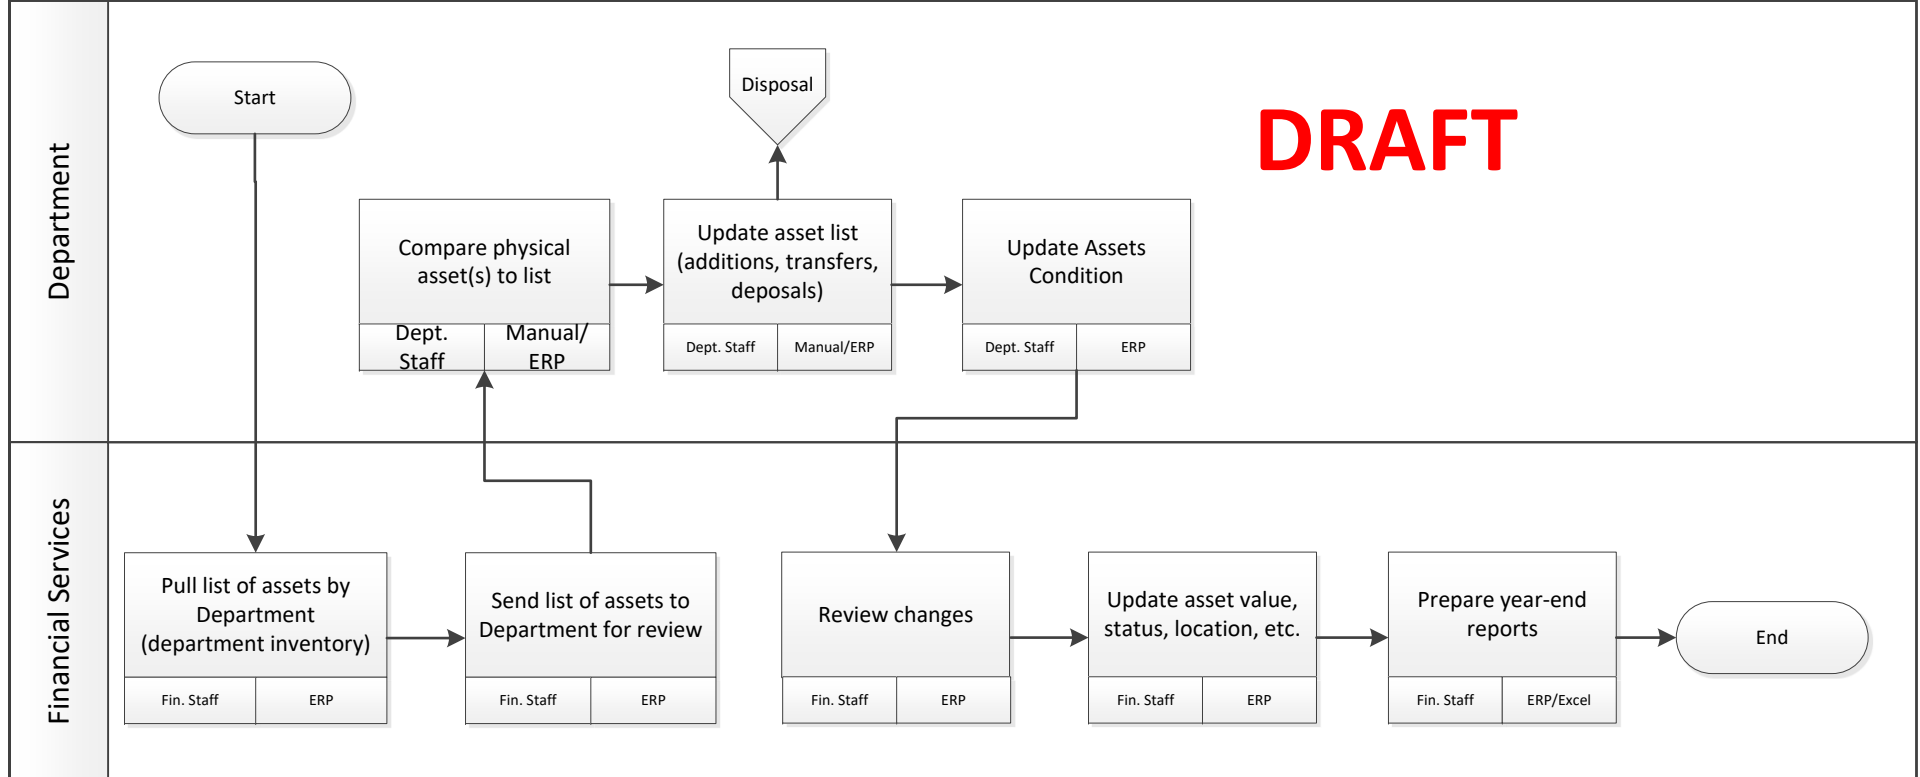 Department
Start
Disposal
DRAFT
Compare physical
asset(s) to list
Dept.
Staff
Manual/
ERP
Update asset list
(additions, transfers,
deposals)
Dept. Staff
Manual/ERP
Update Assets
Condition
Dept. Staff
ERP
Financial Services
Pull list of assets by
Department
(department inventory)
Fin. Staff
ERP
Send list of assets to
Department for review
Fin. Staff
ERP
Review changes
Fin. Staff
ERP
Update asset value,
status, location, etc.
Fin. Staff
ERP
Prepare year-end
reports
Fin. Staff
ERP/Excel
End